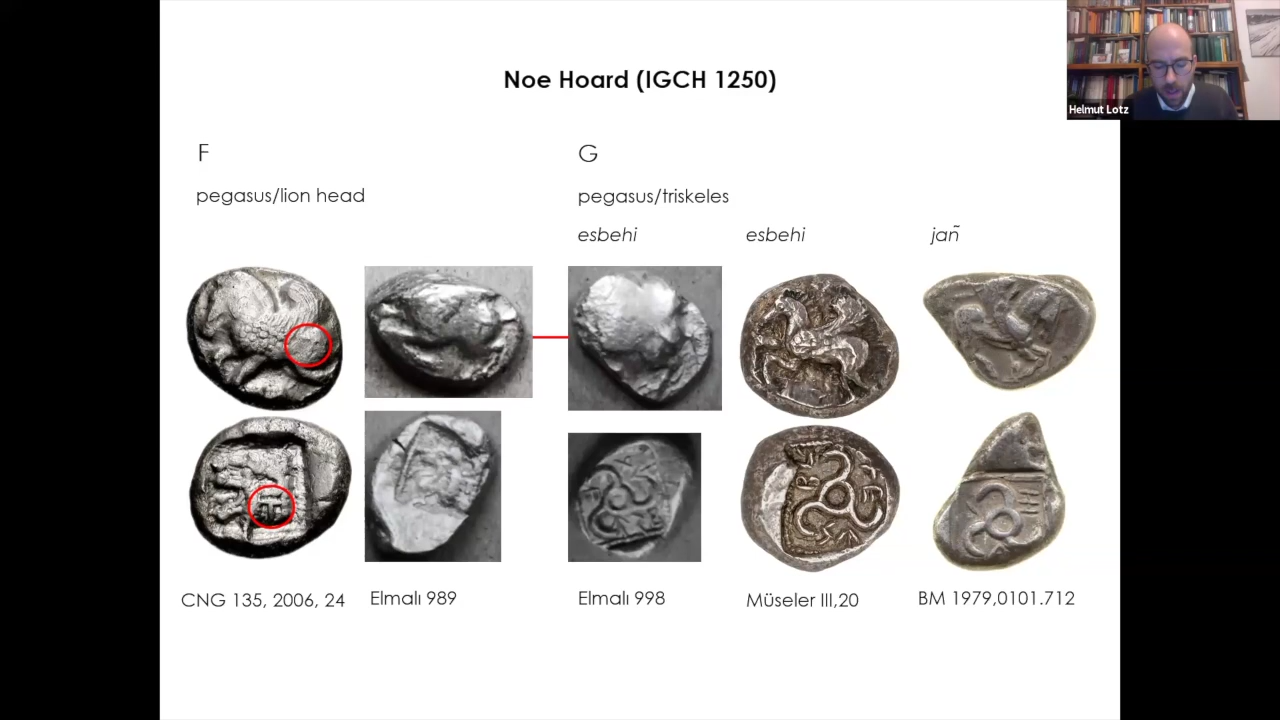 Noe Hoard (IGCH 1250)
Helmut Lotz
F
G
pegasus/lion head
pegasus/triskeles
esbehi
esbehi
jañ
CNG 135, 2006, 24
Elmalı 989
Elmalı 998
Müseler III,20
BM 1979,0101.712